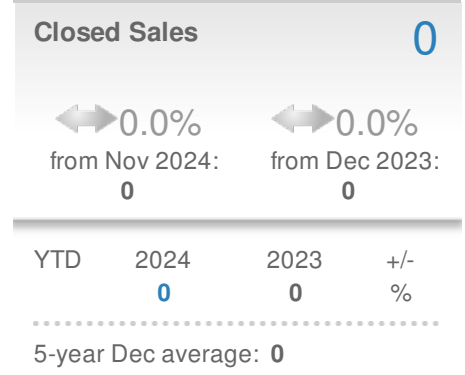 Closed Sales 0
0.0% 0.0%
from Nov 2024: from Dec 2023:
0 0
YTD 2024 2023 +/-
0 0 %
5-year Dec average: 0